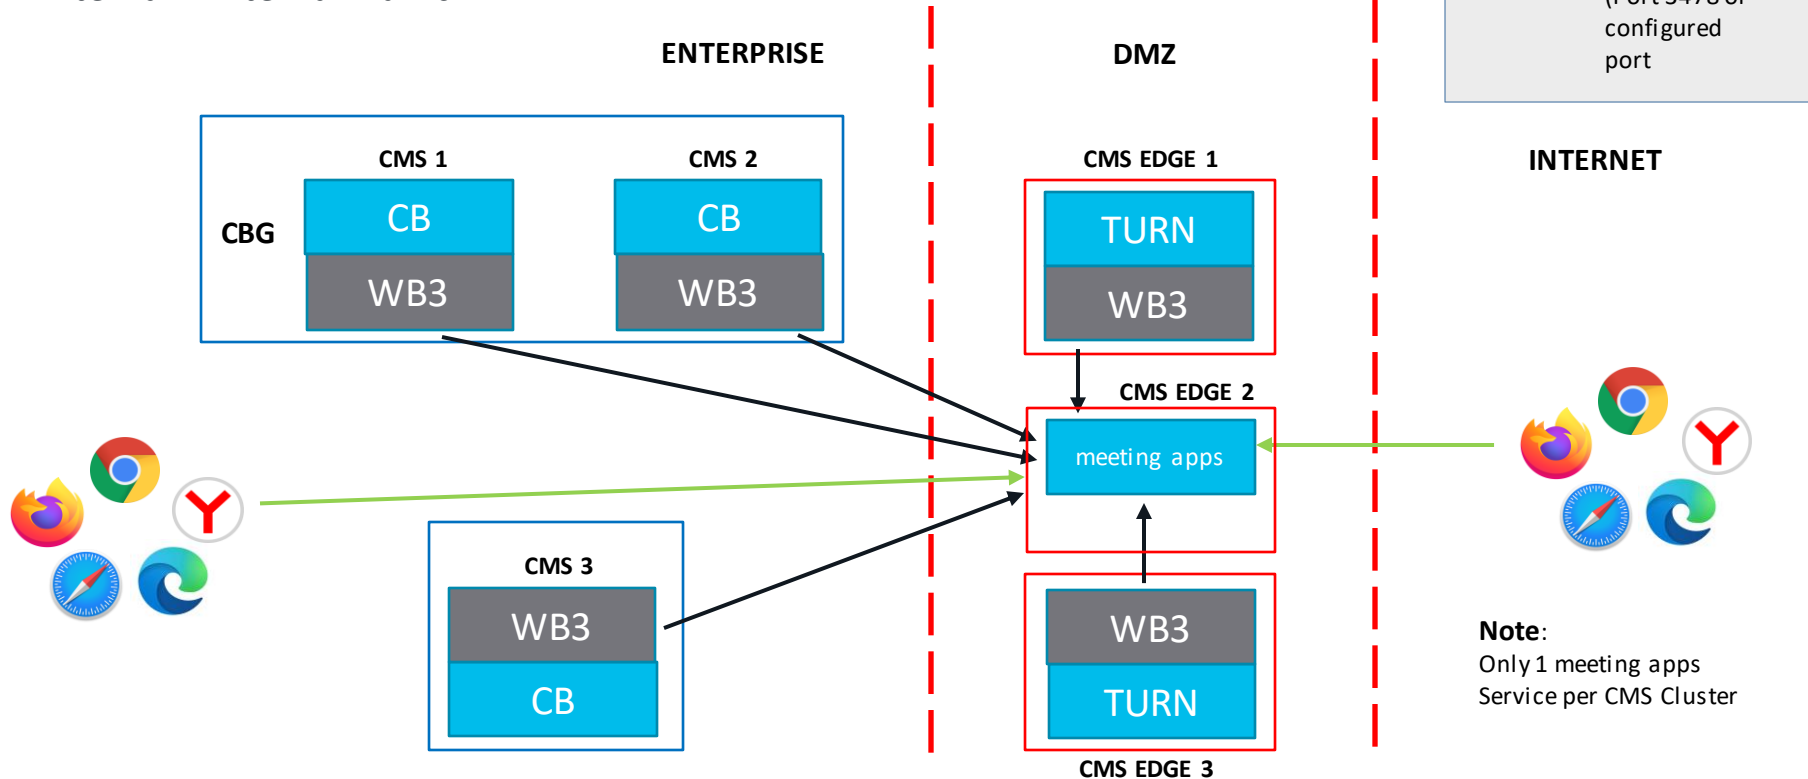 configured
port
ENTERPRISE
DMZ
INTERNET
CMS 1
CMS 2
CMS EDGE 1
CBG
CB
CB
TURN
WB3
WB3
WB3
CMS EDGE 2
meeting apps
CMS 3
WB3
CB
WB3
TURN
CMS EDGE 3
Note:
Only 1 meeting apps
Service per CMS Cluster